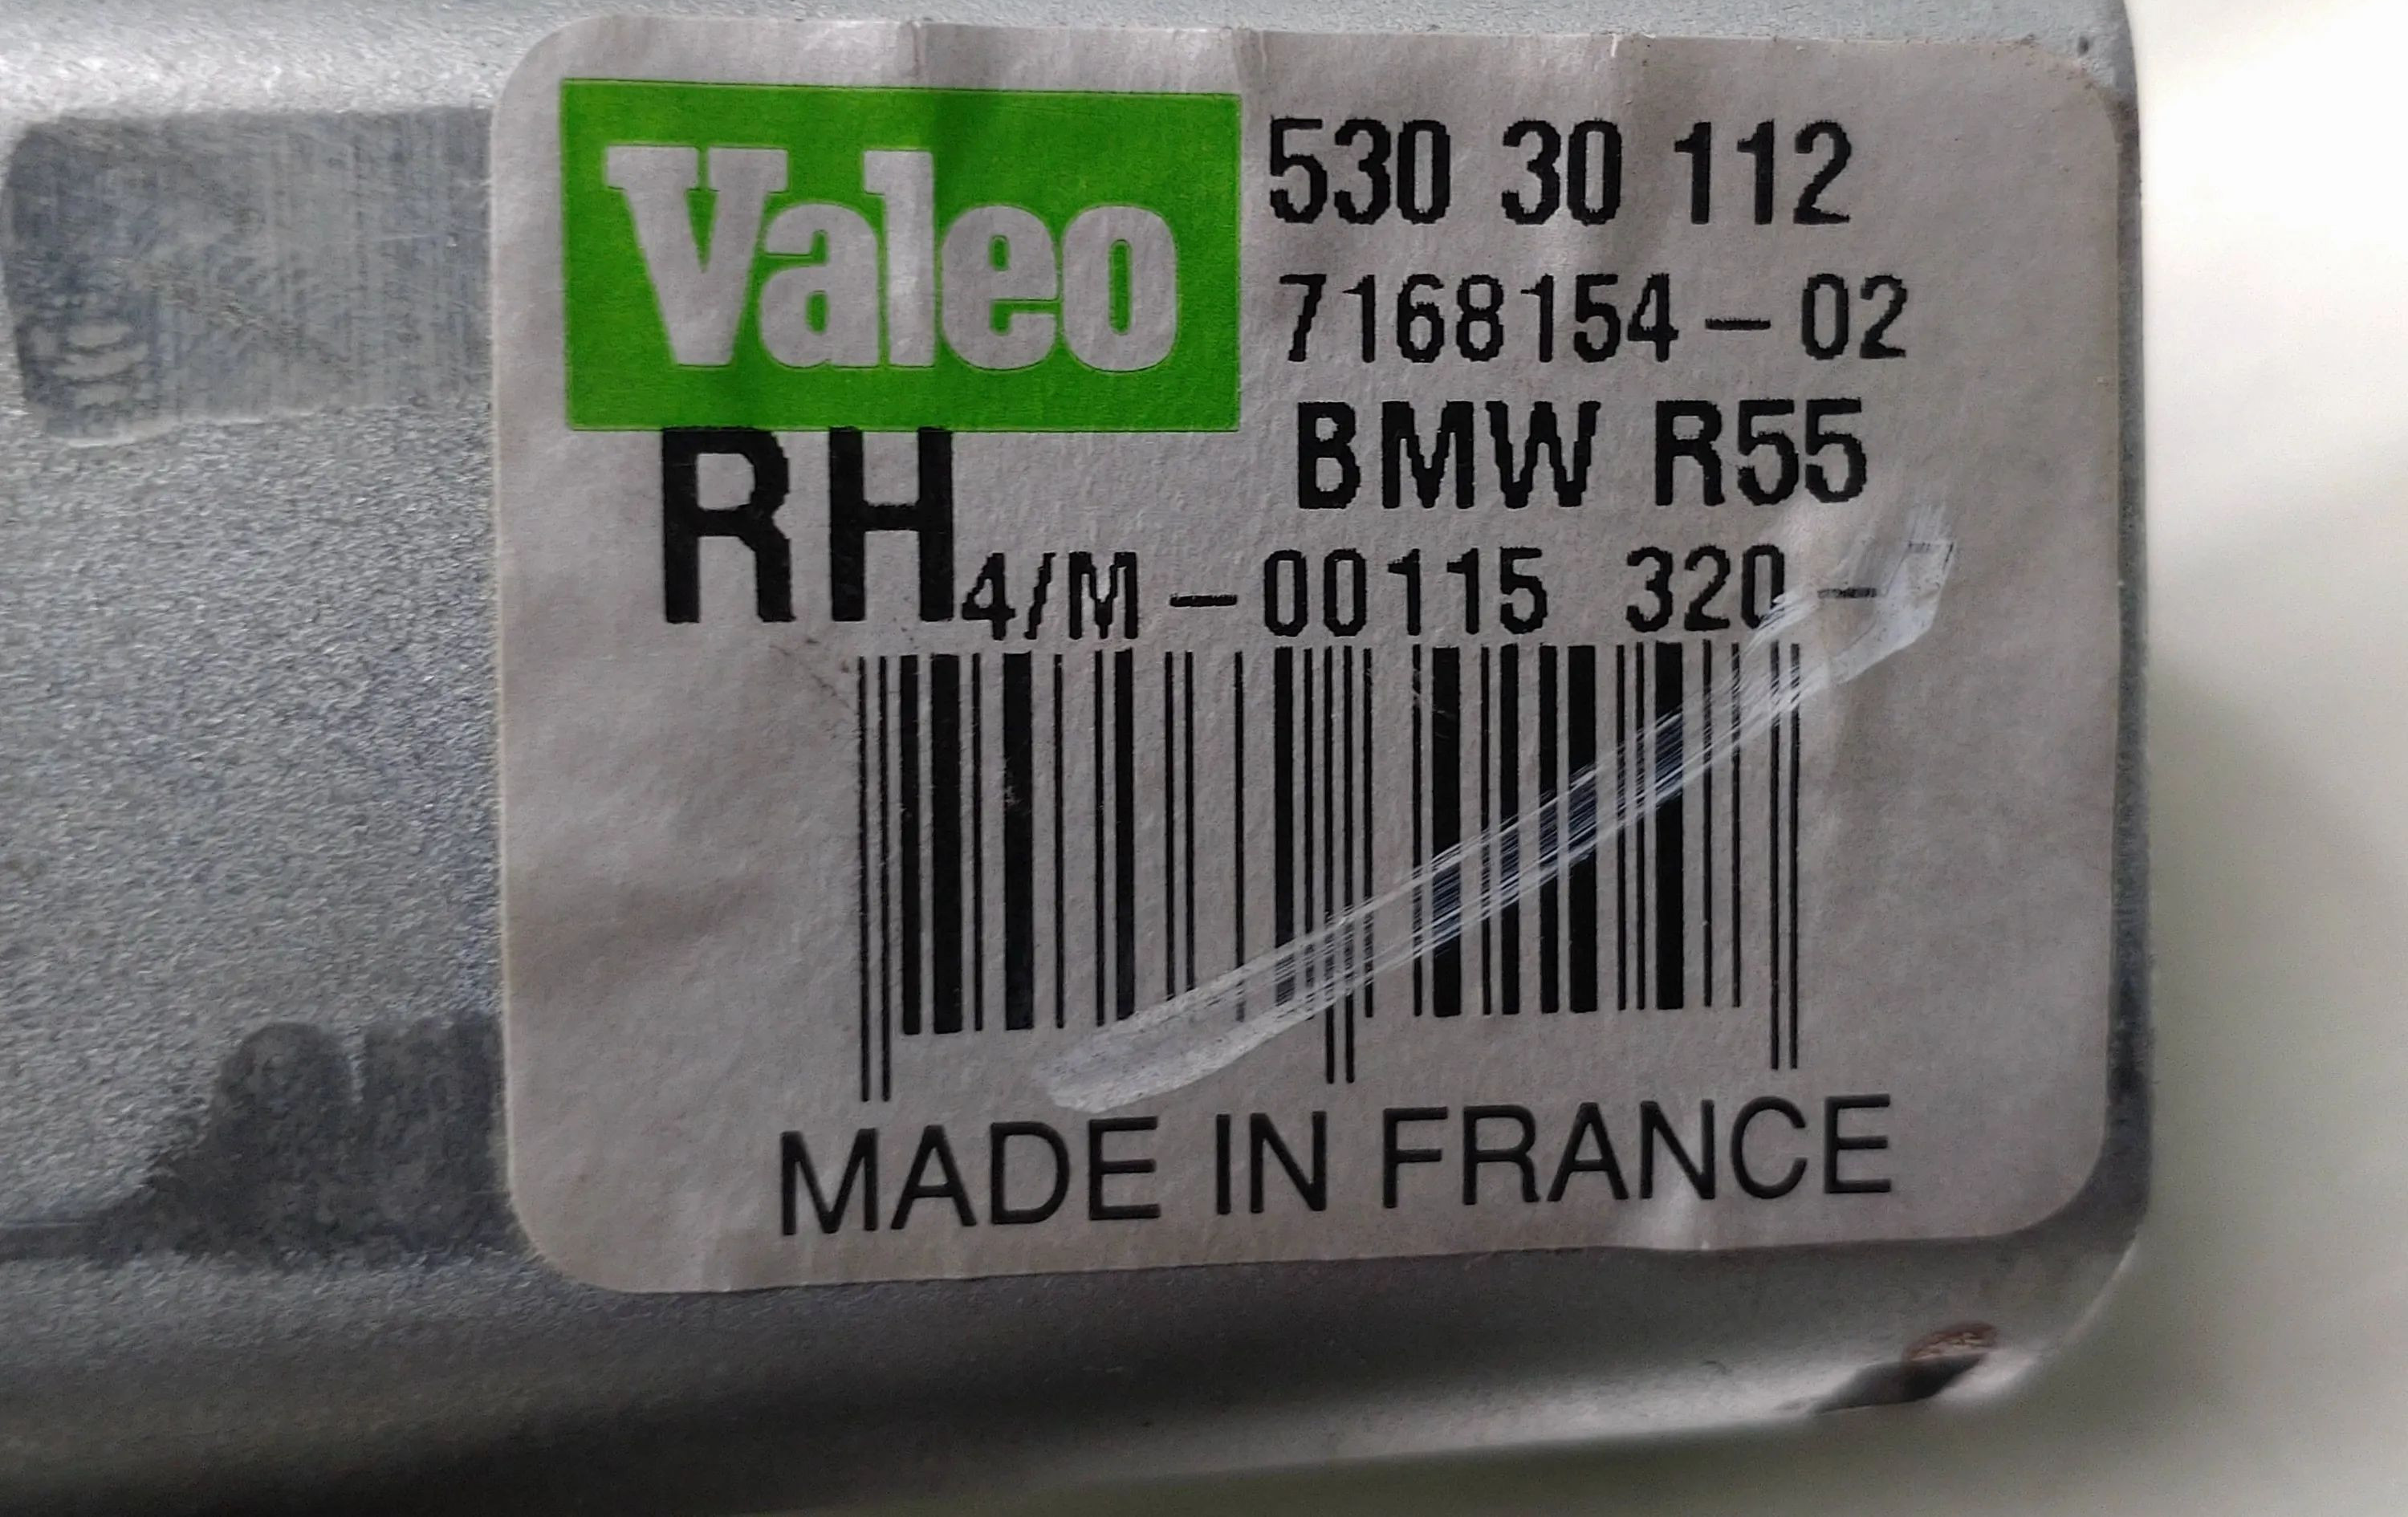 Valeo
530 30 112
7168154-02
BMW R55
RH
4/M-00115 320-
MADE IN FRANCE